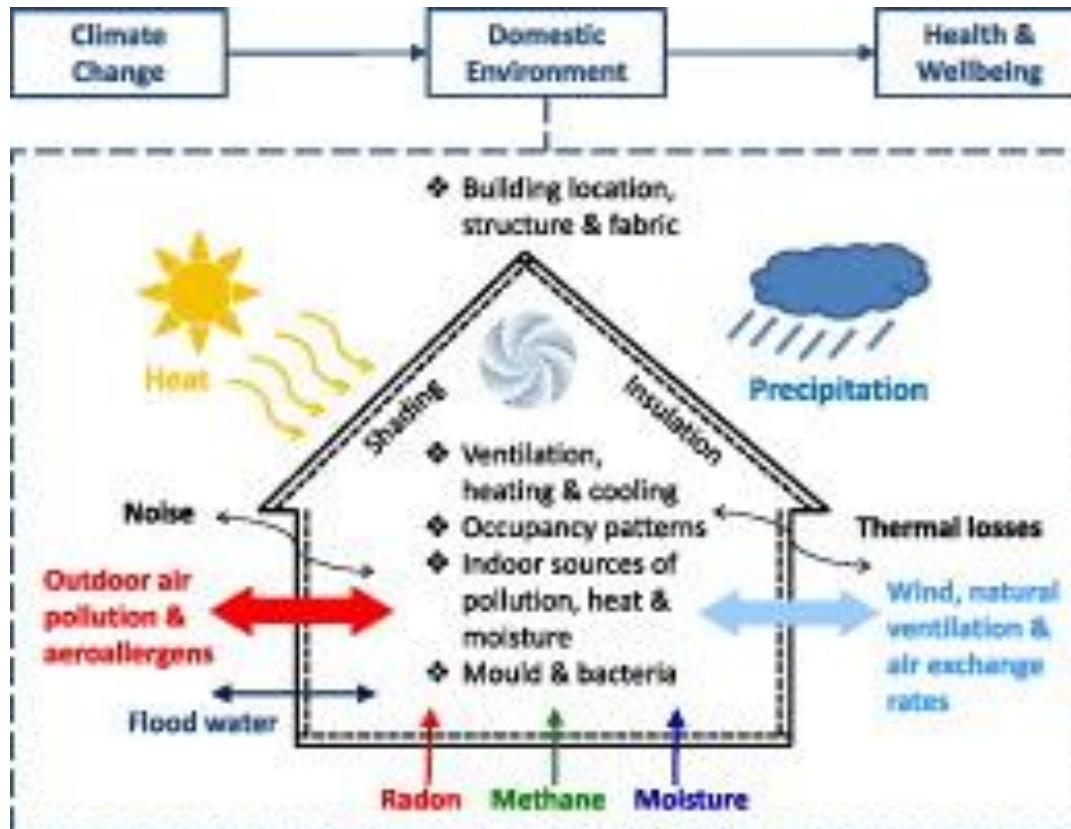 Climate
Change
Domestic
Environment
Health &
Wellbeing
❖ Building location,
structure & fabric
Heat
Precipitation
Shading
Insulation
❖ Ventilation,
heating & cooling
❖ Occupancy patterns
❖ Indoor sources of
pollution, heat &
moisture
❖ Mould & bacteria
Noise
Thermal losses
Outdoor air
pollution &
aeroallergens
Wind, natural
ventilation &
air exchange
rates
Flood water
Radon
Methane
Moisture